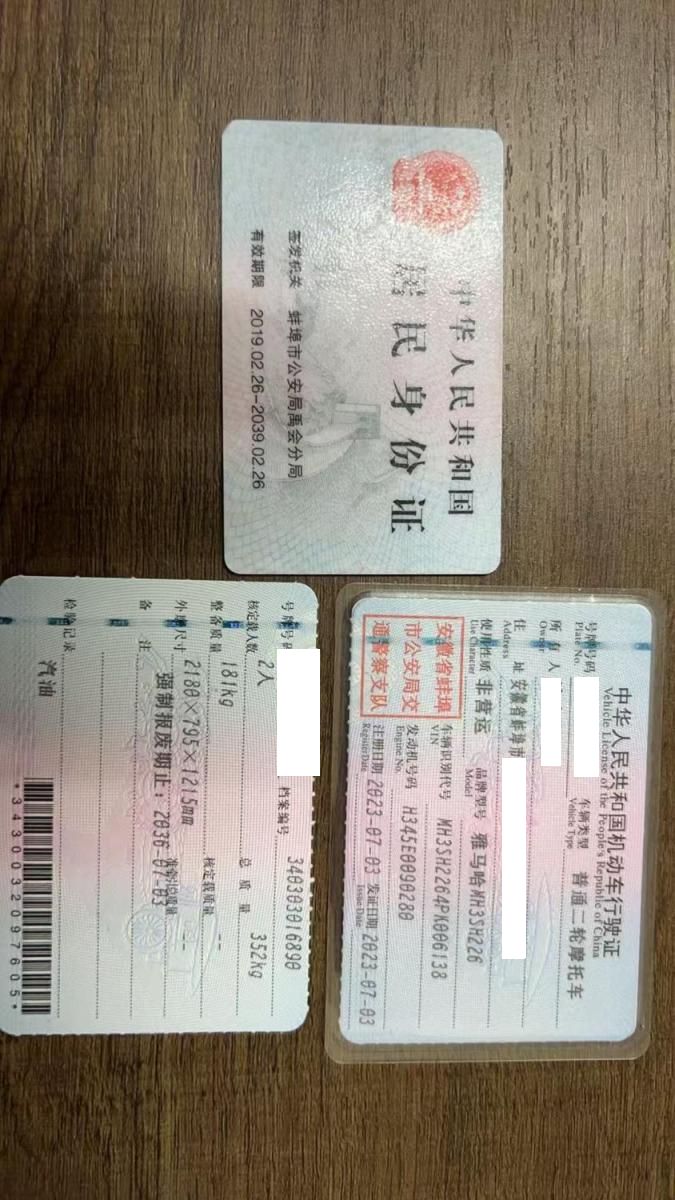 中华人民共和国
居民身份证
签发机关 蚌埠市公安局禹会分局
有效期限 2019.02.26-2039.02.26
中华人民共和国机动车行驶证
Vehicle License of the People's Republic of China
号牌号码 车辆类型 普通二轮摩托车
Plate No. Vehicle Type
所有人
Owner
住址 安徽省蚌埠市
Address
使用性质 非营运 品牌型号 雅马哈MH3SH226
Use Character Model
安徽省蚌埠
市公安局交
通警察支队
车辆识别代号 MH3SH2264PK006138
VIN
发动机号码 H345E0090280
Engine No.
注册日期 2023-07-03 发证日期 2023-07-03
Register Date Issue Date
号牌号码 档案编号 340303016890
核定载人数 2人 总质量 352kg
整备质量 181kg 核定载质量 --
外廓尺寸 2180×795×1215mm 准牵引总质量 --
备注 强制报废期止：2036-07-03
检验记录
汽油
*3430032097605*